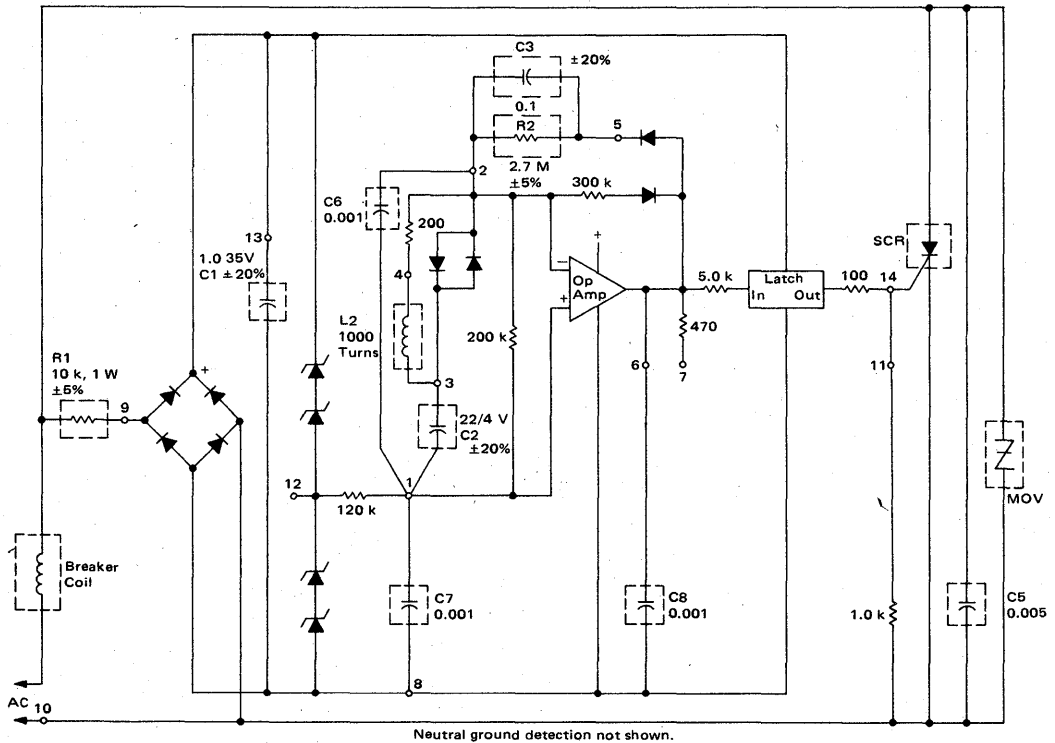 C3
±20%
0.1
R2
5
2.7 M
±5%
2
300 k
C6
0.001
200
13
1.0 35V
C1 ±20%
4
SCR
+
−
Op
Amp
+
5.0 k
Latch
In Out
100
14
L2
1000
Turns
200 k
470
R1
10 k, 1 W
±5%
+
9
3
6
7
11
22/4 V
C2
±20%
12
120 k
1
MOV
Breaker
Coil
C7
0.001
C8
0.001
1.0 k
C5
0.005
8
AC
10
Neutral ground detection not shown.